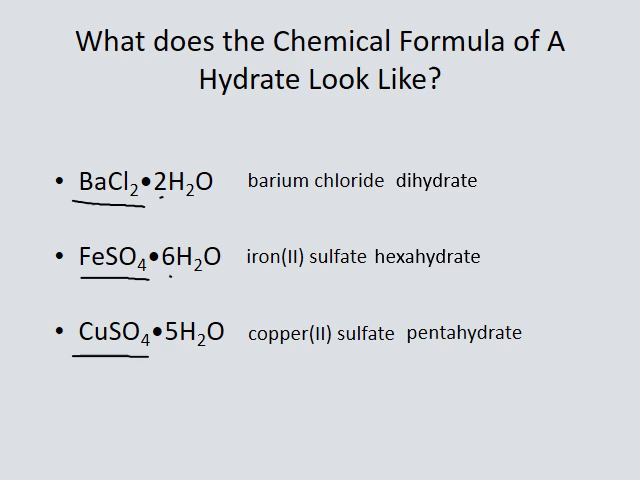 What does the Chemical Formula of A
Hydrate Look Like?
• BaCl₂•2H₂O barium chloride dihydrate
• FeSO₄•6H₂O iron(II) sulfate hexahydrate
• CuSO₄•5H₂O copper(II) sulfate pentahydrate